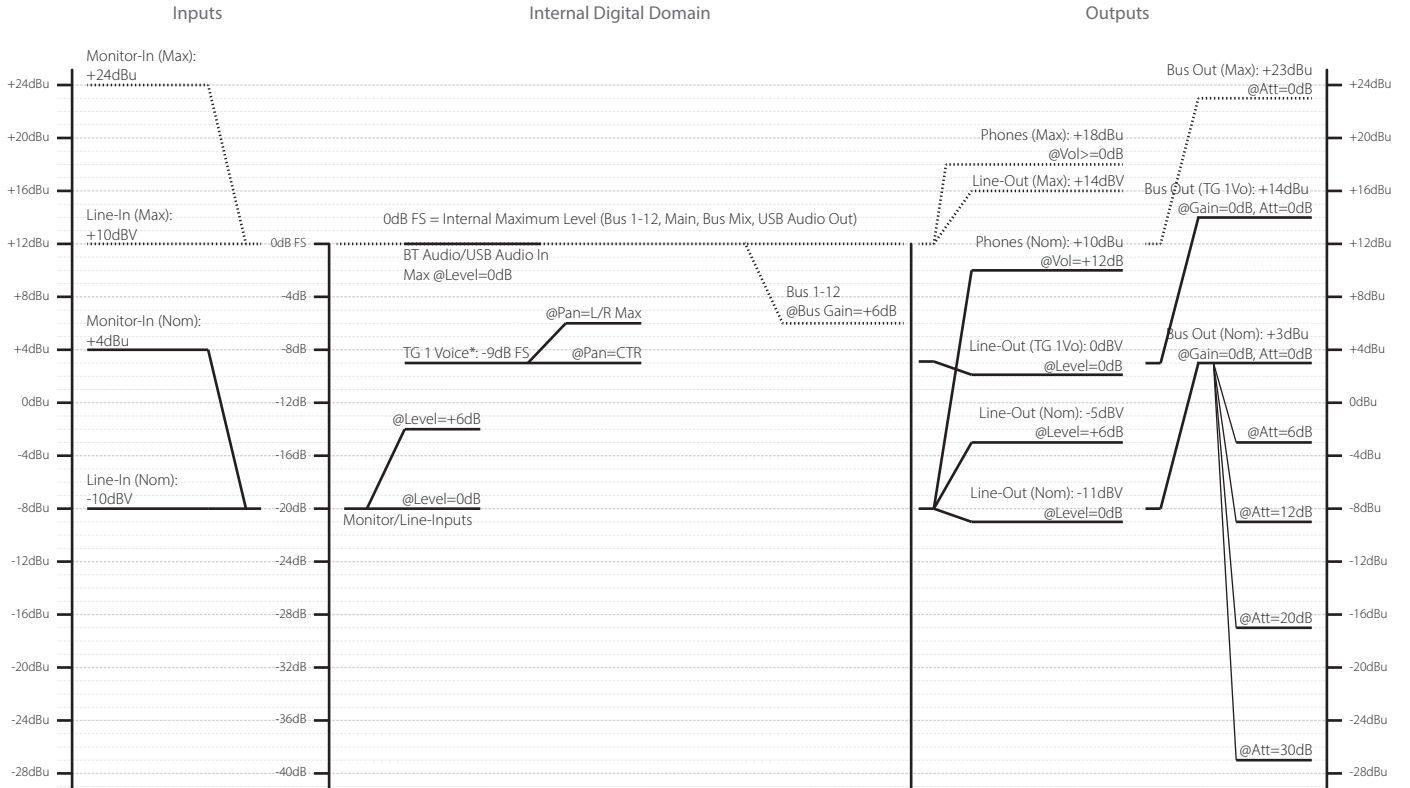 Inputs
Internal Digital Domain
Outputs
Monitor-In (Max):
+24dBu
Line-In (Max):
+10dBV
Monitor-In (Nom):
+4dBu
Line-In (Nom):
-10dBV
+24dBu
+20dBu
+16dBu
+12dBu
+8dBu
+4dBu
0dBu
-4dBu
-8dBu
-12dBu
-16dBu
-20dBu
-24dBu
-28dBu
0dB FS
-4dB
-8dB
-12dB
-16dB
-20dB
-24dB
-28dB
-32dB
-36dB
-40dB
0dB FS = Internal Maximum Level (Bus 1-12, Main, Bus Mix, USB Audio Out)
BT Audio/USB Audio In
Max @Level=0dB
Bus 1-12
@Bus Gain=+6dB
@Pan=L/R Max
TG 1 Voice*: -9dB FS
@Pan=CTR
@Level=+6dB
@Level=0dB
Monitor/Line-Inputs
Phones (Max): +18dBu
@Vol>=0dB
Line-Out (Max): +14dBV
Phones (Nom): +10dBu
@Vol=+12dB
Line-Out (TG 1Vo): 0dBV
@Level=0dB
Line-Out (Nom): -5dBV
@Level=+6dB
Line-Out (Nom): -11dBV
@Level=0dB
Bus Out (Max): +23dBu
@Att=0dB
Bus Out (TG 1Vo): +14dBu
@Gain=0dB, Att=0dB
Bus Out (Nom): +3dBu
@Gain=0dB, Att=0dB
@Att=6dB
@Att=12dB
@Att=20dB
@Att=30dB
+24dBu
+20dBu
+16dBu
+12dBu
+8dBu
+4dBu
0dBu
-4dBu
-8dBu
-12dBu
-16dBu
-20dBu
-24dBu
-28dBu